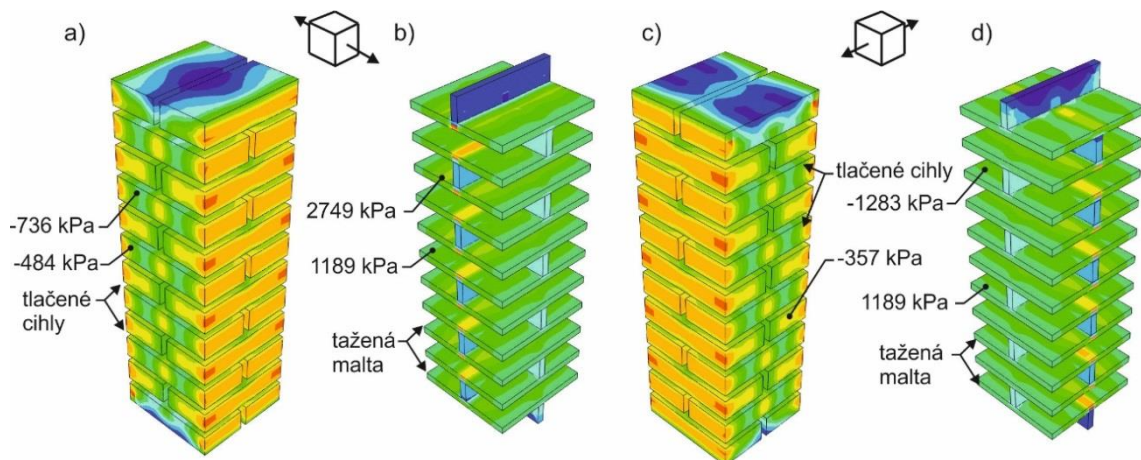 a)
b)
c)
d)
-736 kPa
-484 kPa
tlačené
cihly
2749 kPa
1189 kPa
tažená
malta
tlačené cihly
-1283 kPa
-357 kPa
1189 kPa
tažená
malta